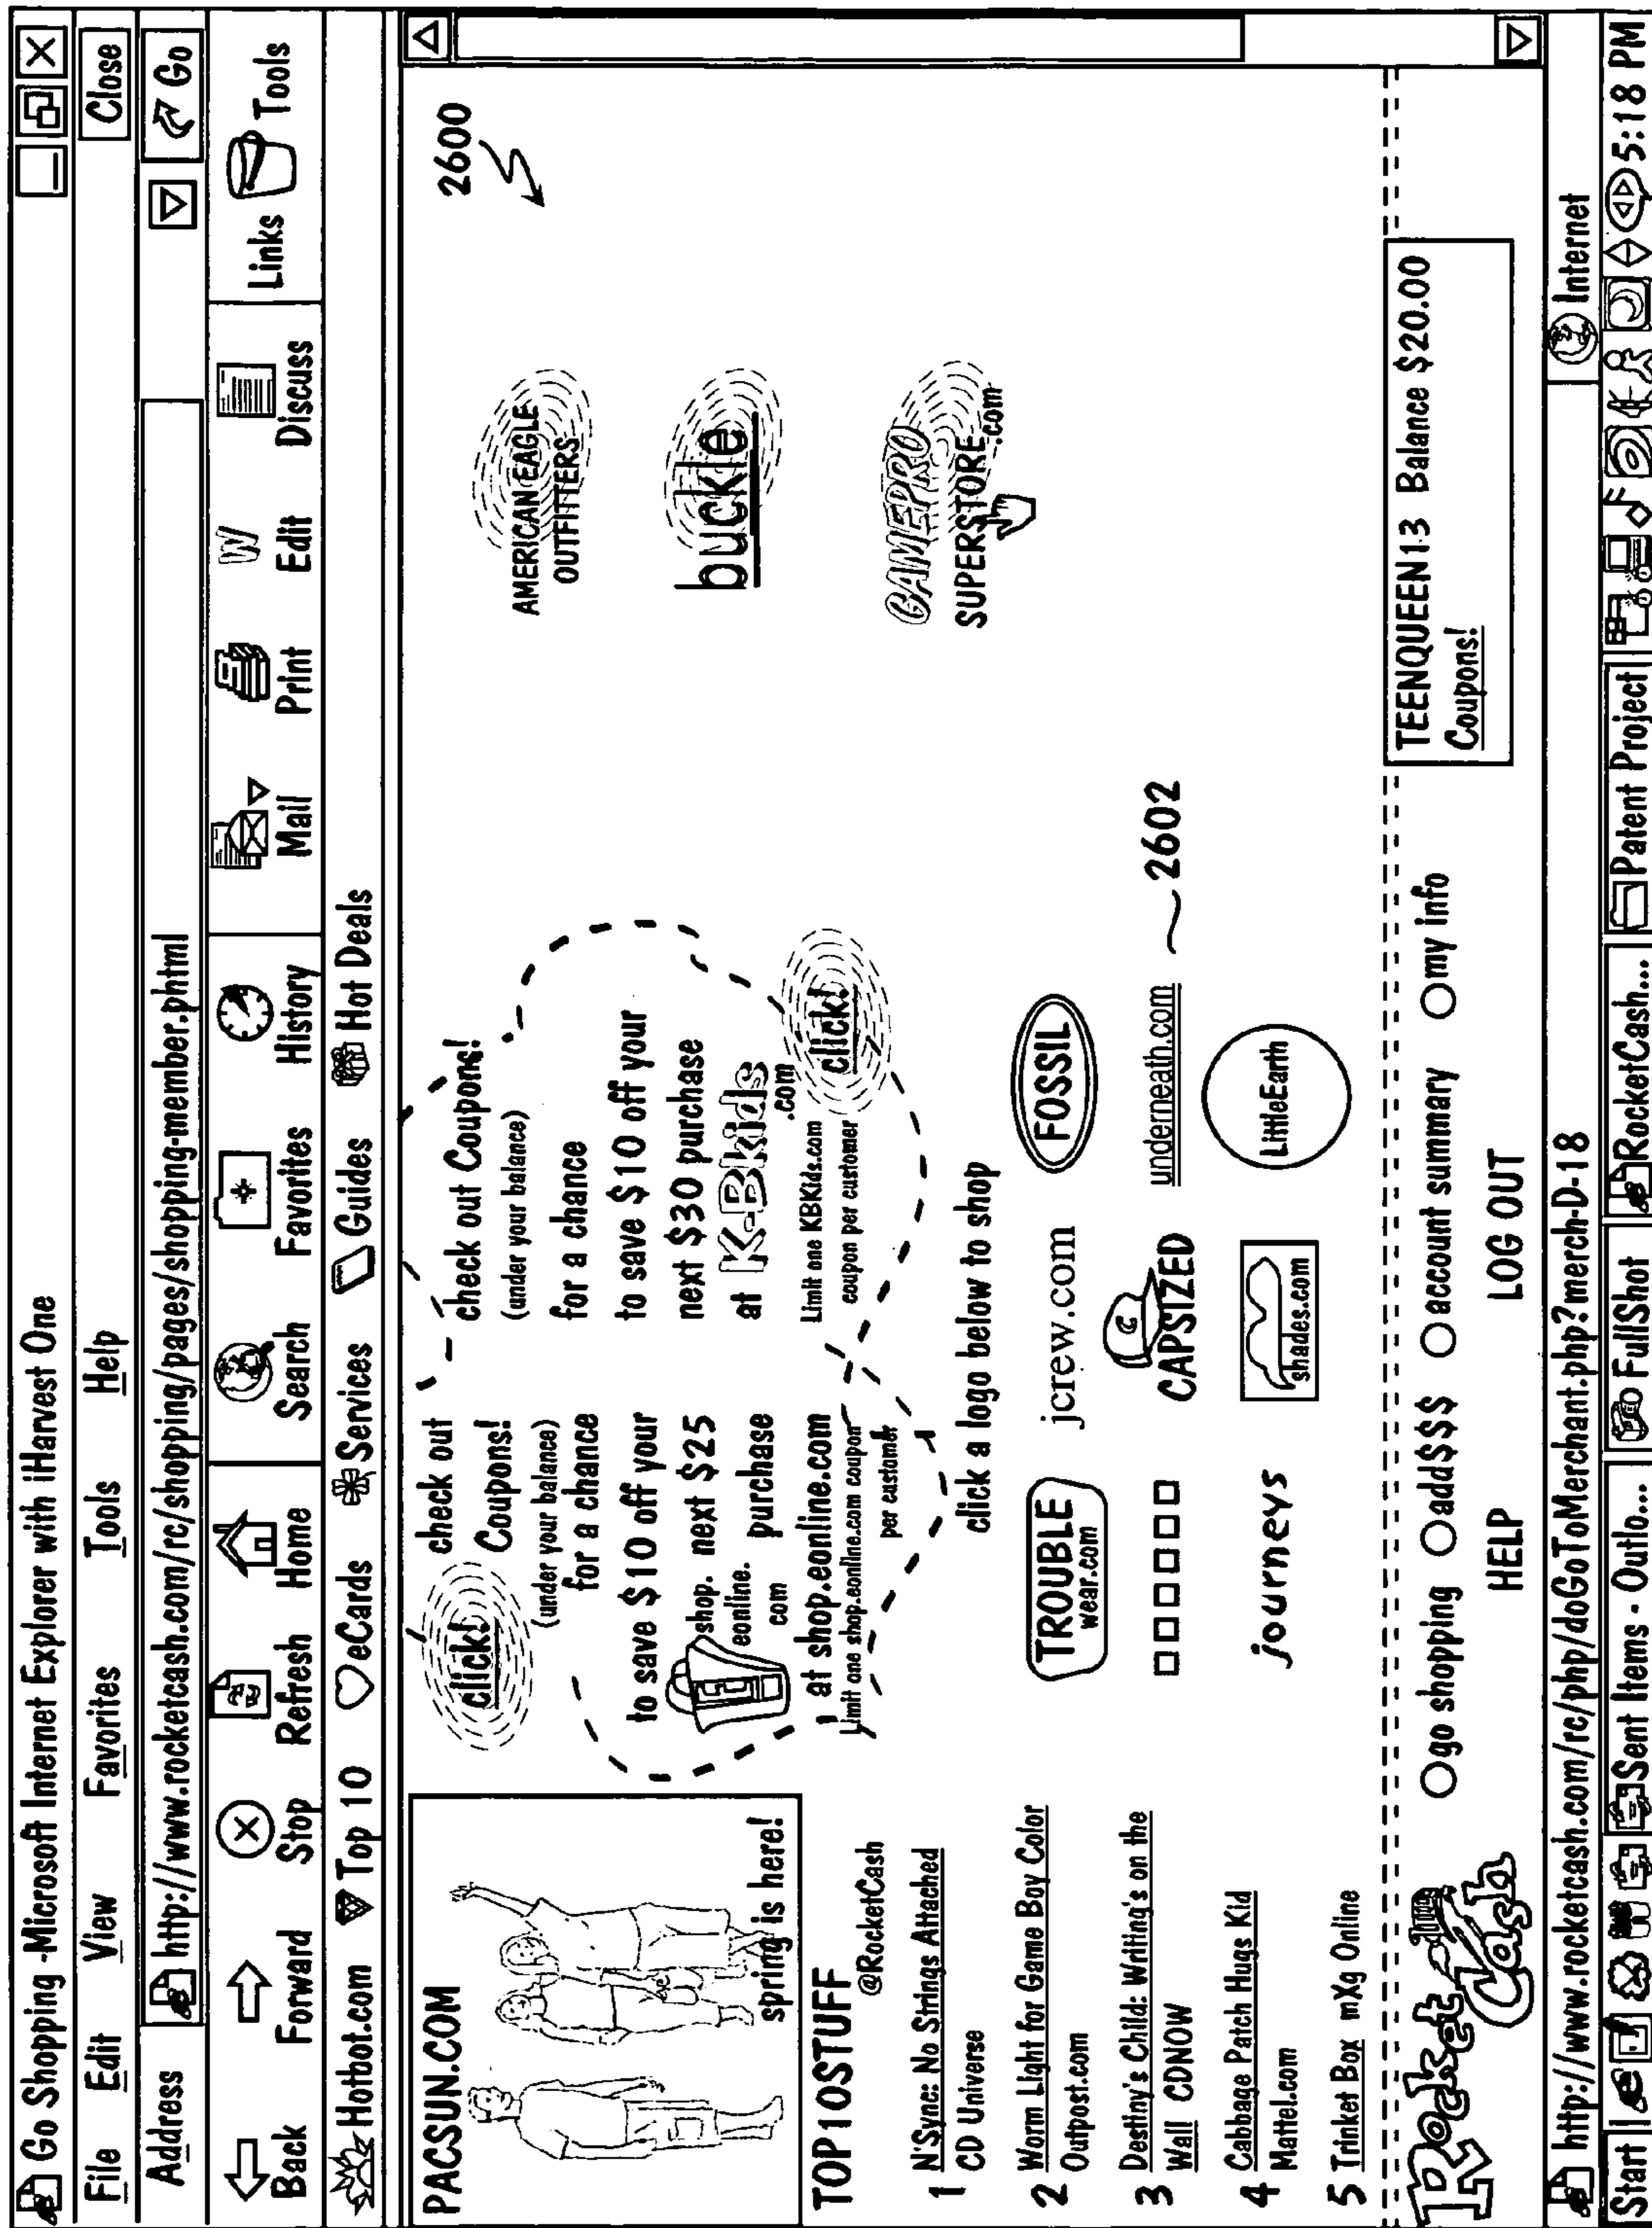 Go Shopping -Microsoft Internet Explorer with iHarvest One
File Edit View Favorites Tools Help Close
Address http://www.rocketcash.com/rc/shopping/pages/shopping-member.phtml Go
Back Forward Stop Refresh Home Search Favorites History Mail Print Edit Discuss Links Tools
Hotbot.com Top 10 eCards Services Guides Hot Deals
2600
PACSUN.COM
spring is here!
TOP10STUFF
@RocketCash
1 N'Sync: No Strings Attached
CD Universe
2 Worm Light for Game Boy Color
Outpost.com
3 Destiny's Child: Writing's on the
Wall CDNOW
4 Cabbage Patch Hugs Kid
Mattel.com
5 Trinket Box mXg Online
click!
check out
Coupons!
(under your balance)
for a chance
to save $10 off your
shop. next $25
eonline.
com purchase
at shop.eonline.com
Limit one shop.eonline.com coupon
per customer
check out Coupons!
(under your balance)
for a chance
to save $10 off your
next $30 purchase
at K-Bkids
.com
Limit one KBKids.com
coupon per customer
click!
click a logo below to shop
TROUBLE
wear.com
jcrew.com
FOSSIL
C
CAPSIZED
underneath.com 2602
journeys
shades.com
LittleEarth
AMERICAN EAGLE
OUTFITTERS
buckle
GAMEPRO
SUPERSTORE
.com
Rocket
Cash
go shopping add$$$ account summary my info
HELP LOG OUT
TEENQUEEN13 Balance $20.00
Coupons!
http://www.rocketcash.com/rc/php/doGoToMerchant.php?merch-D-18 Internet
Start Sent Items - Outlo... FullShot RocketCash... Patent Project 5:18 PM